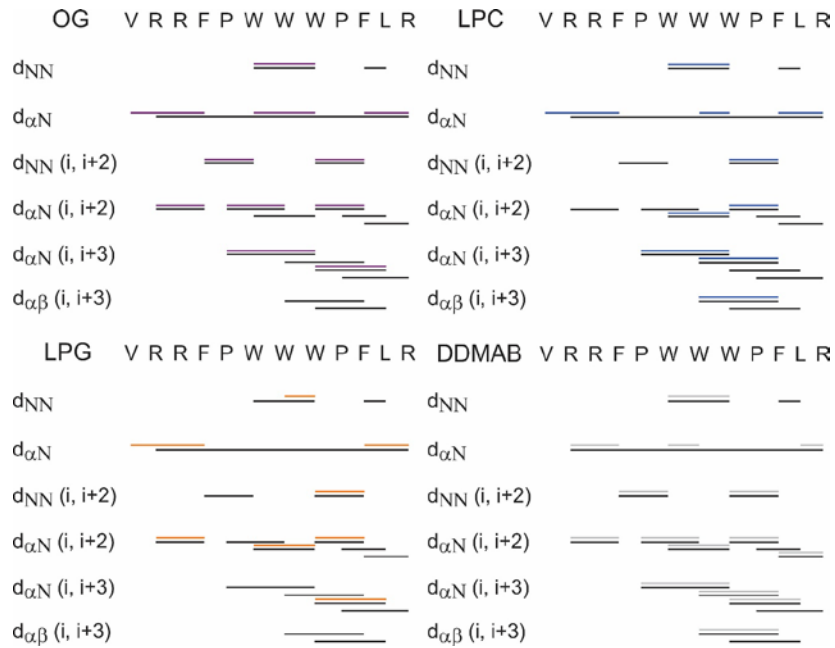 OG V R R F P W W W P F L R
dNN
dαN
dNN (i, i+2)
dαN (i, i+2)
dαN (i, i+3)
dαβ (i, i+3)
LPC V R R F P W W W P F L R
dNN
dαN
dNN (i, i+2)
dαN (i, i+2)
dαN (i, i+3)
dαβ (i, i+3)
LPG V R R F P W W W P F L R
dNN
dαN
dNN (i, i+2)
dαN (i, i+2)
dαN (i, i+3)
dαβ (i, i+3)
DDMAB V R R F P W W W P F L R
dNN
dαN
dNN (i, i+2)
dαN (i, i+2)
dαN (i, i+3)
dαβ (i, i+3)